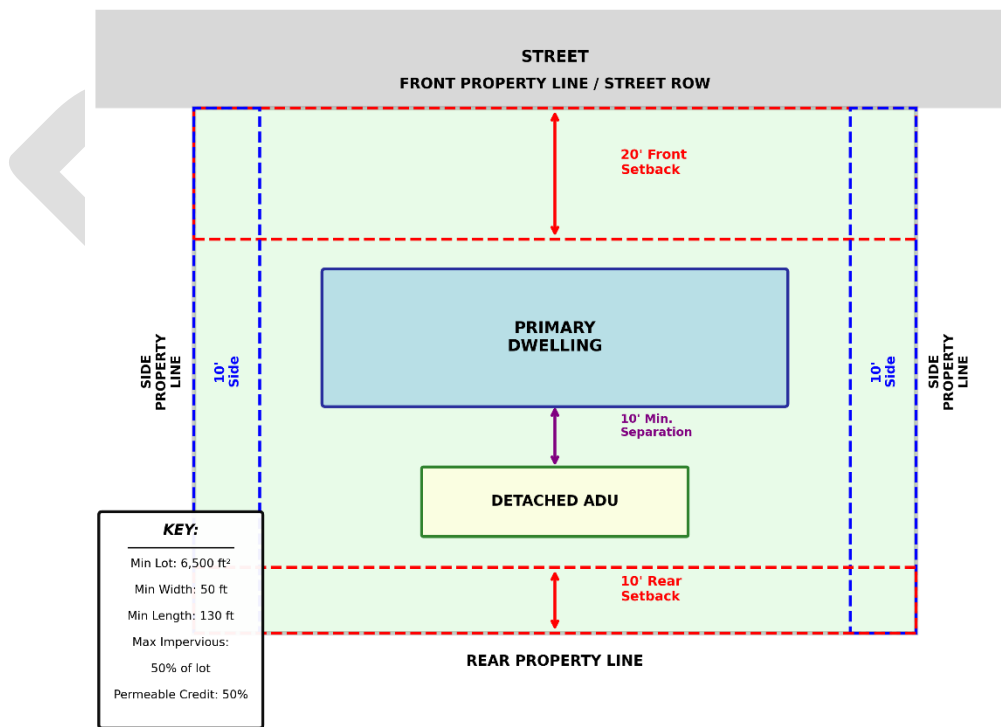 STREET
FRONT PROPERTY LINE / STREET ROW
20' Front
Setback
PRIMARY
DWELLING
SIDE
PROPERTY
LINE
10'
Side
10'
Side
SIDE
PROPERTY
LINE
10' Min.
Separation
DETACHED ADU
KEY:
Min Lot: 6,500 ft²
Min Width: 50 ft
Min Length: 130 ft
Max Impervious:
50% of lot
Permeable Credit: 50%
10' Rear
Setback
REAR PROPERTY LINE